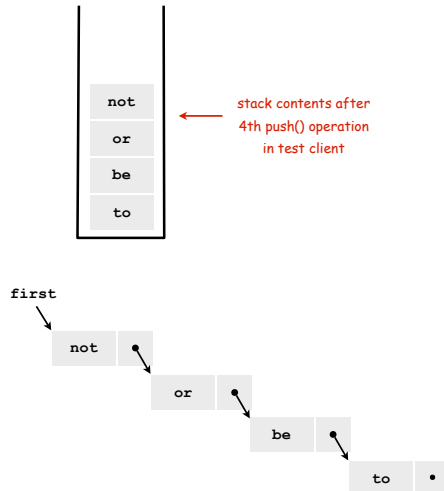 not
or
be
to
stack contents after
4th push() operation
in test client
first
not
or
be
to